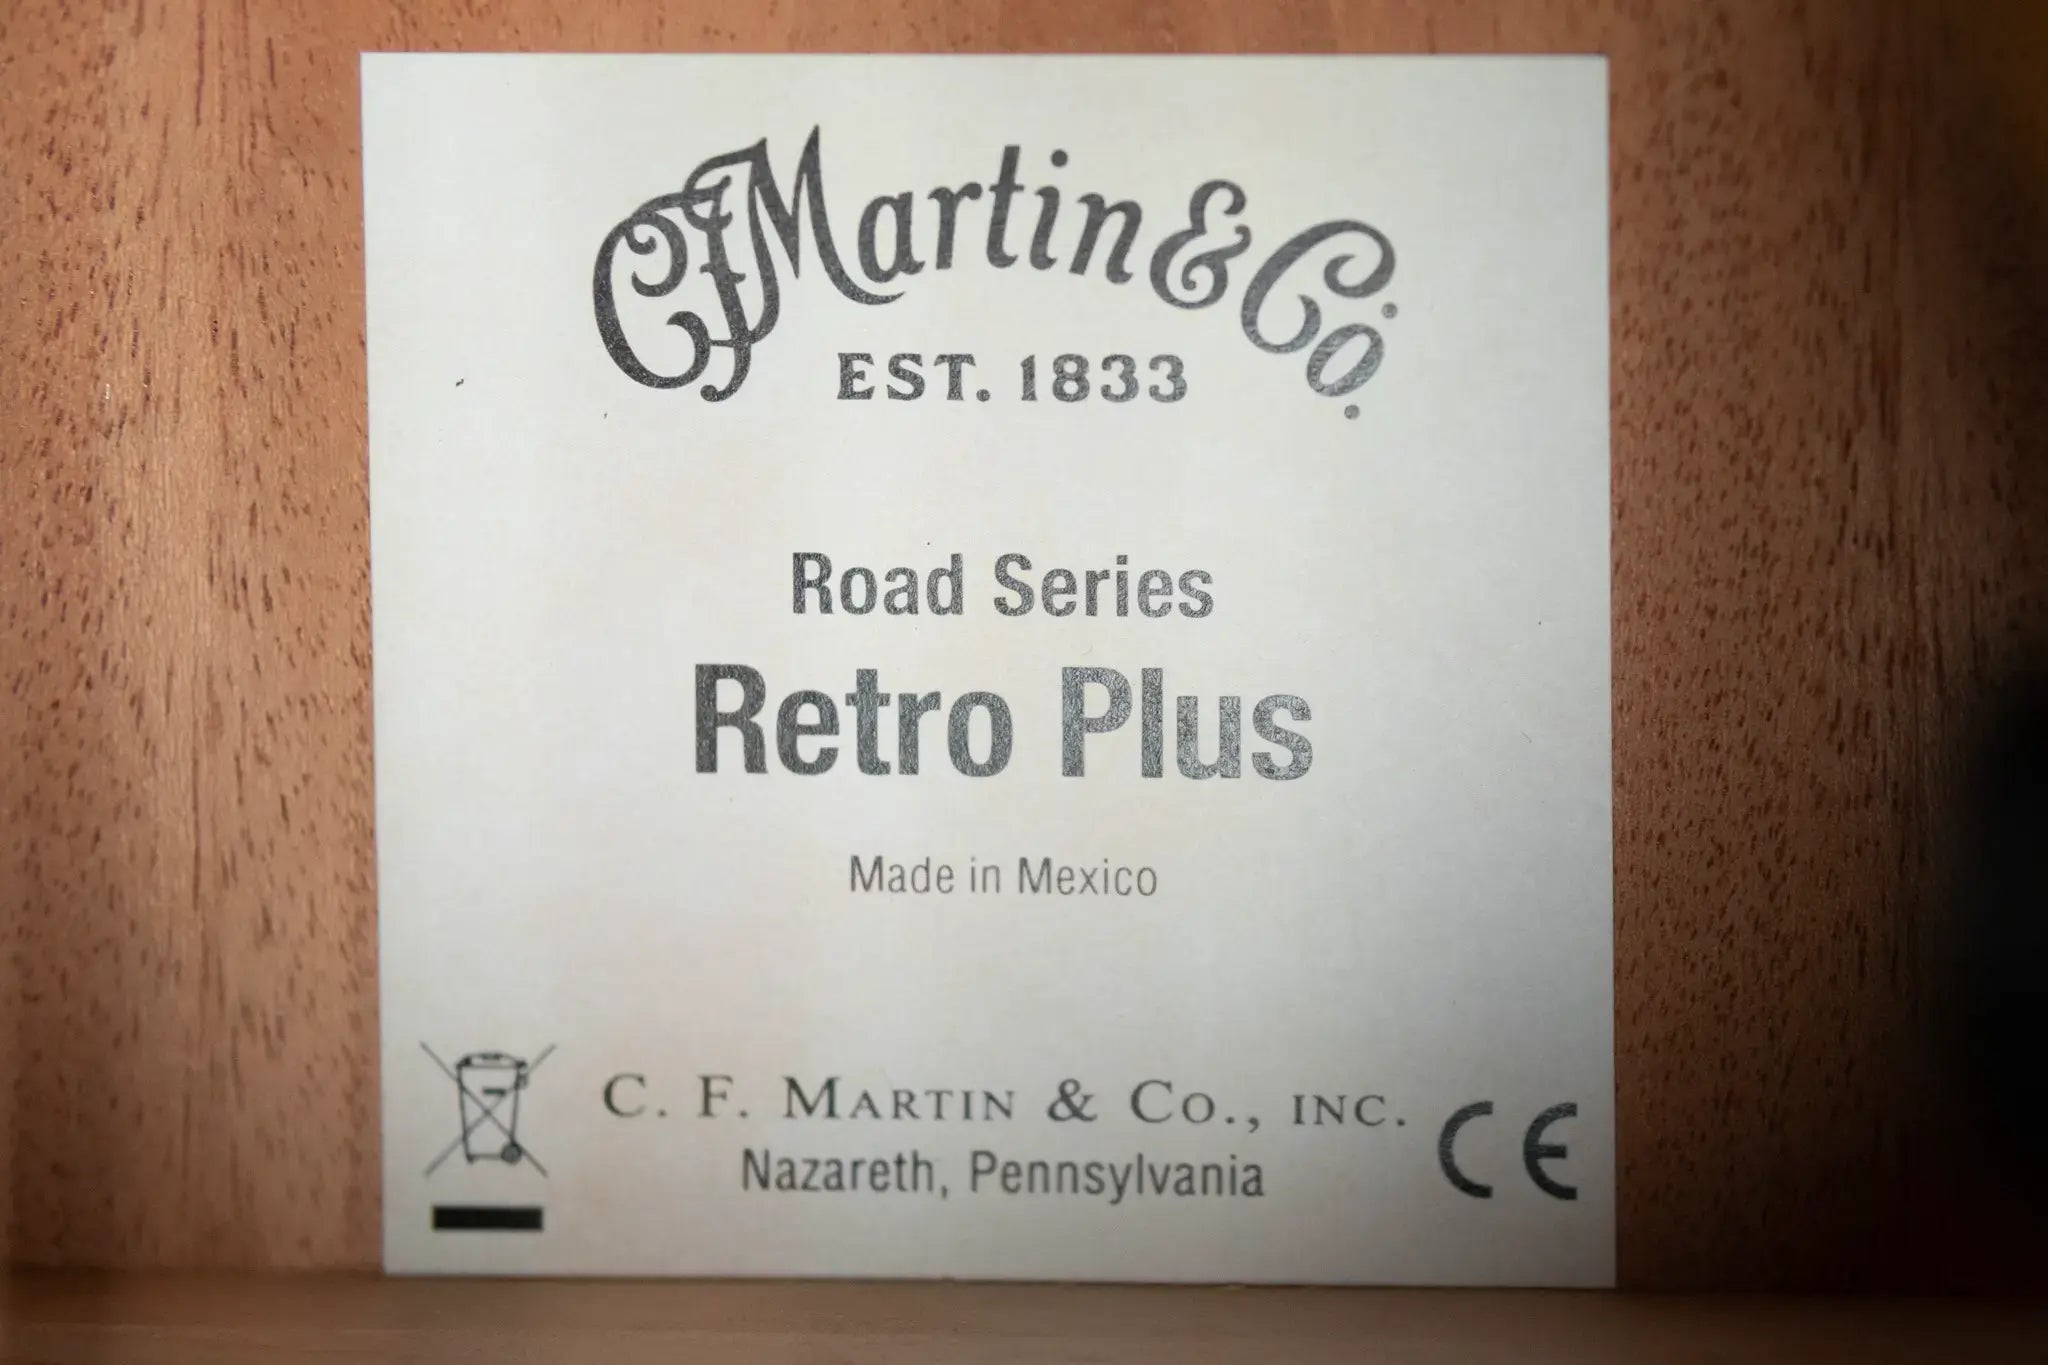 CFMartin & Co.
EST. 1833
Road Series
Retro Plus
Made in Mexico
C. F. MARTIN & CO., INC.
Nazareth, Pennsylvania
CE